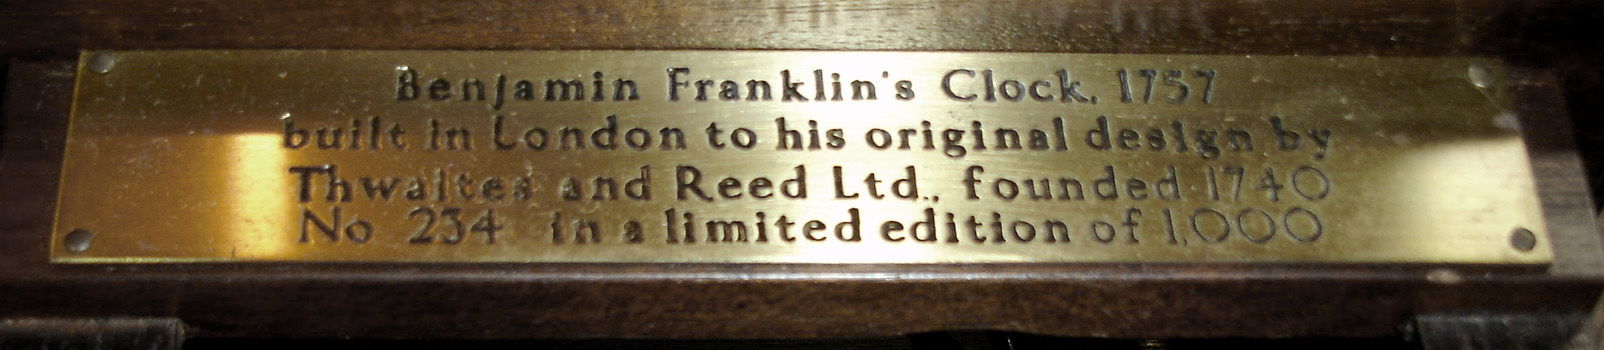 Benjamin Franklin's Clock, 1757
built in London to his original design by
Thwaites and Reed Ltd., founded 1740
No 234 in a limited edition of 1,000